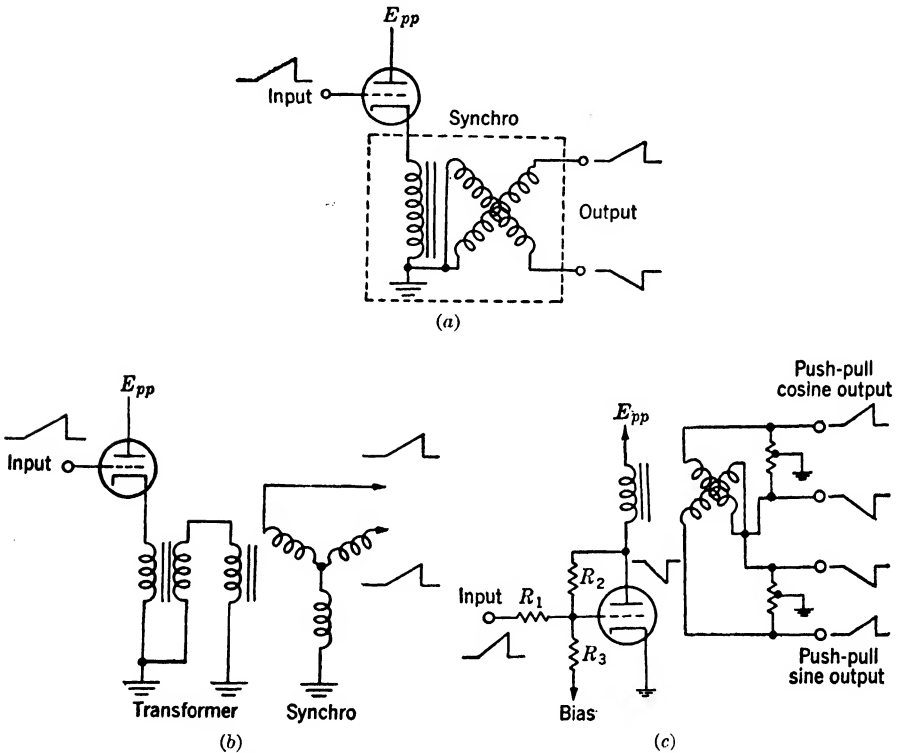 Epp
Input
Synchro
Output
(a)
Epp
Input
Transformer
Synchro
(b)
Push-pull
cosine output
Epp
R2
Input
R1
R3
Bias
Push-pull
sine output
(c)